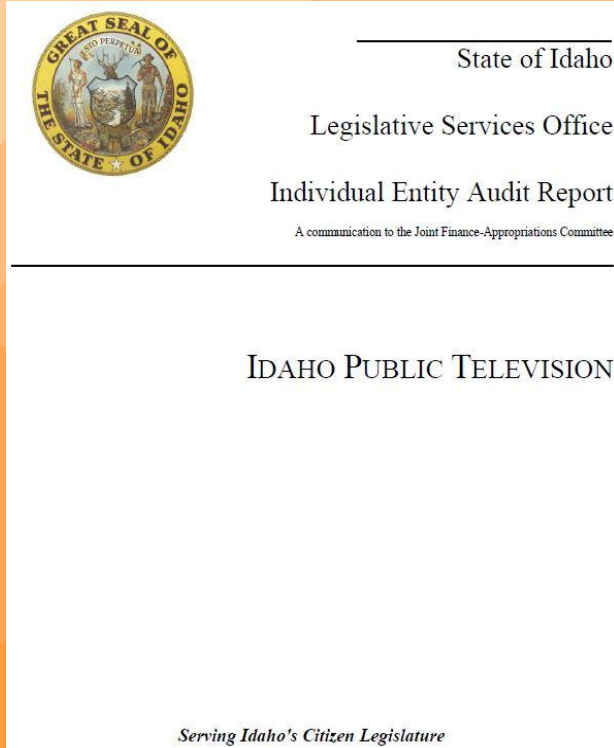 GREAT SEAL OF
THE STATE OF IDAHO
ESTO PERPETUA
State of Idaho
Legislative Services Office
Individual Entity Audit Report
A communication to the Joint Finance-Appropriations Committee
IDAHO PUBLIC TELEVISION
Serving Idaho's Citizen Legislature